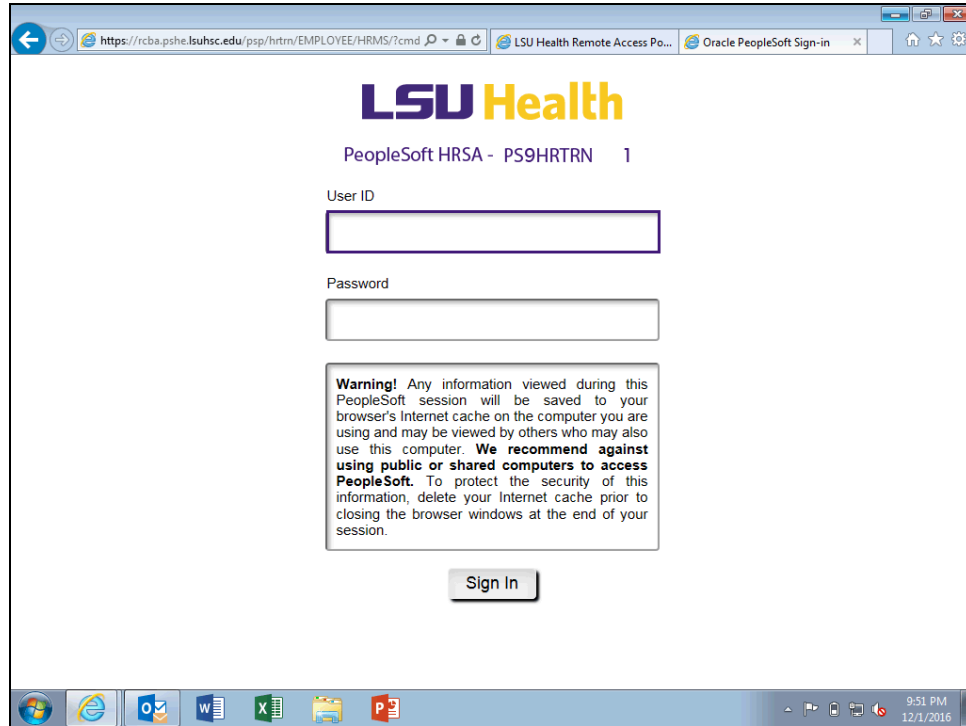 https://rcba.pshe.lsuhsc.edu/psp/hrtrn/EMPLOYEE/HRMS/?cmd
LSU Health Remote Access Po...
Oracle PeopleSoft Sign-in
LSU Health
PeopleSoft HRSA - PS9HRTRN 1
User ID
Password
Warning! Any information viewed during this
PeopleSoft session will be saved to your
browser's Internet cache on the computer you are
using and may be viewed by others who may also
use this computer. We recommend against
using public or shared computers to access
PeopleSoft. To protect the security of this
information, delete your Internet cache prior to
closing the browser windows at the end of your
session.
Sign In
9:51 PM
12/1/2016